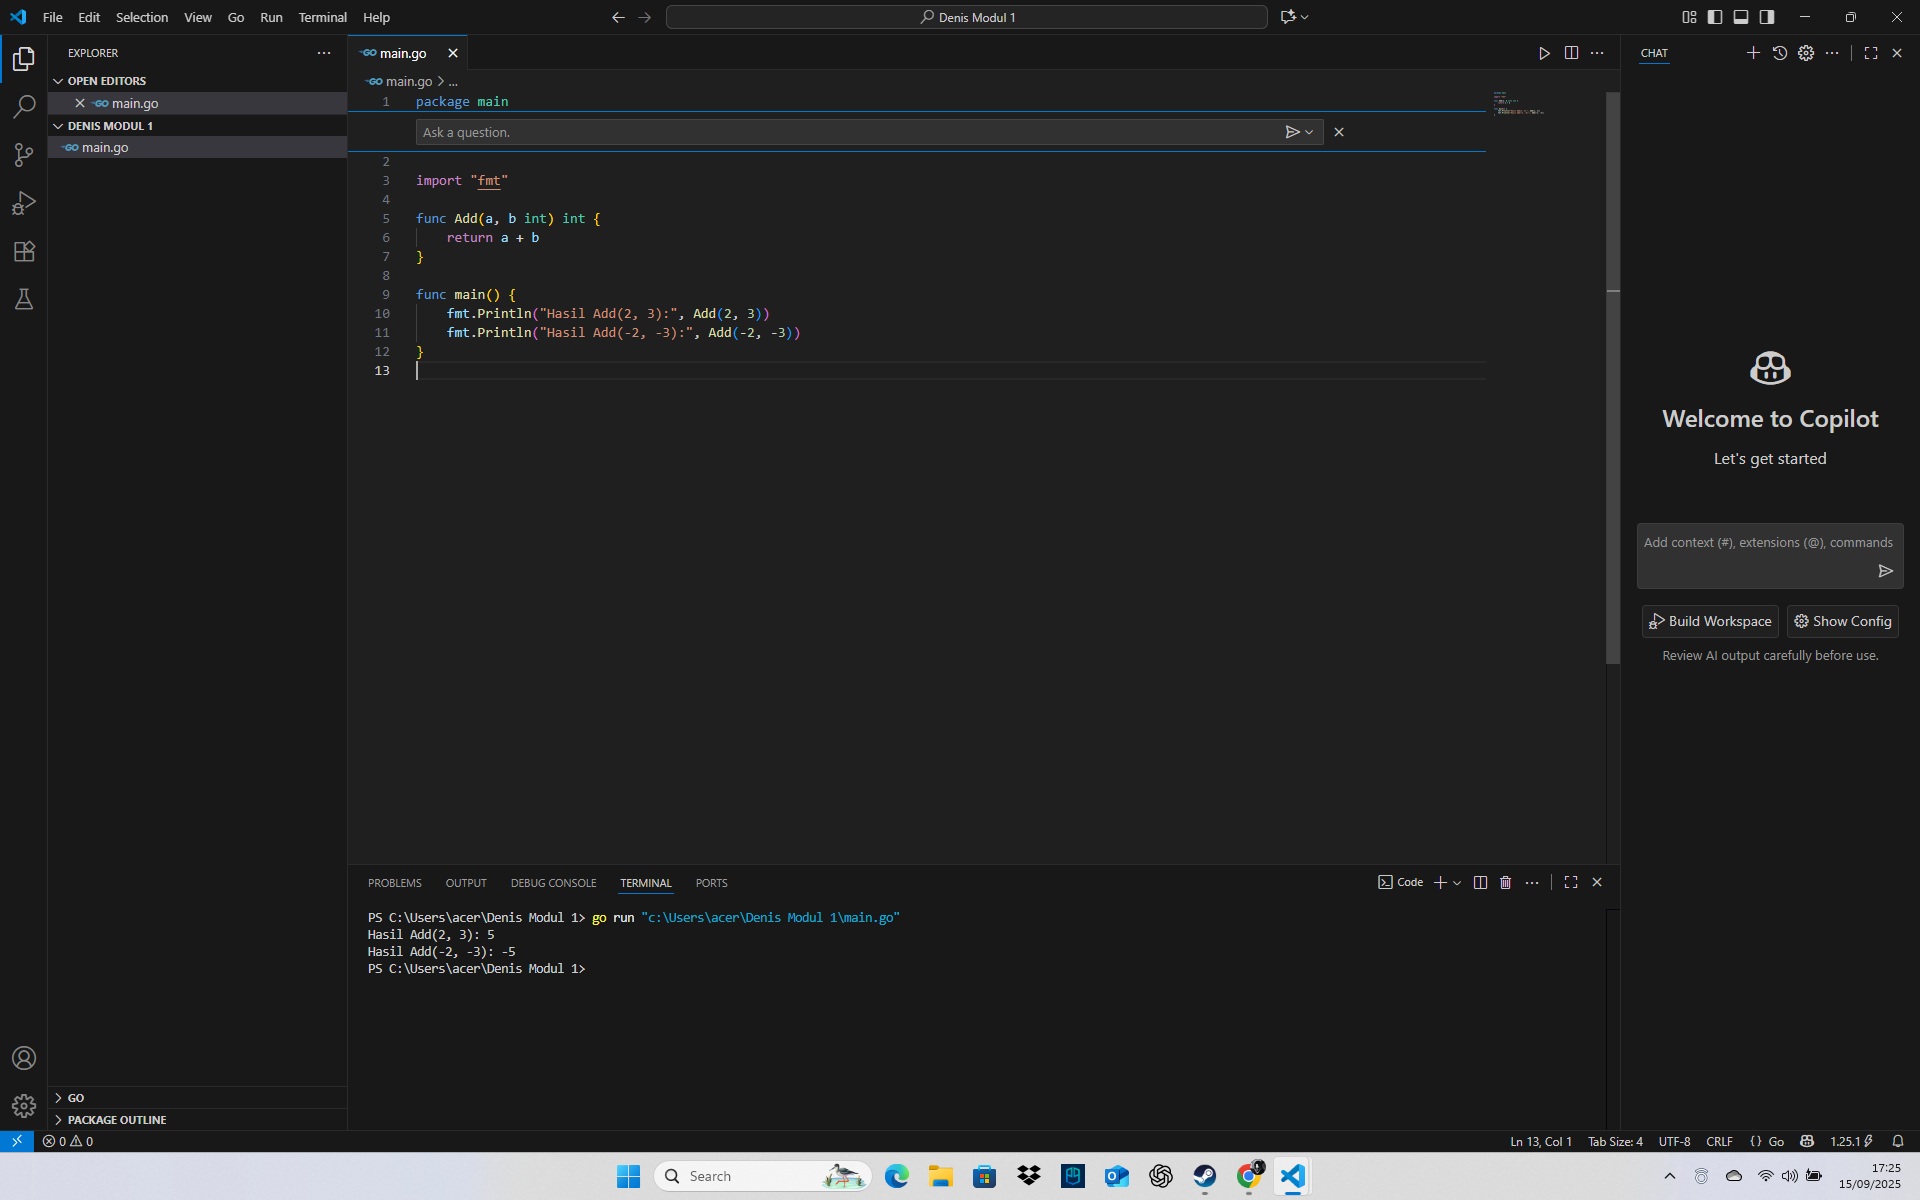 File Edit Selection View Go Run Terminal Help
Denis Modul 1
EXPLORER
OPEN EDITORS
main.go
DENIS MODUL 1
main.go
GO
PACKAGE OUTLINE
main.go
main.go > ...
1 package main
Ask a question.
2
3 import "fmt"
4
5 func Add(a, b int) int {
6 return a + b
7 }
8
9 func main() {
10 fmt.Println("Hasil Add(2, 3):", Add(2, 3))
11 fmt.Println("Hasil Add(-2, -3):", Add(-2, -3))
12 }
13
PROBLEMS OUTPUT DEBUG CONSOLE TERMINAL PORTS
Code
PS C:\Users\acer\Denis Modul 1> go run "c:\Users\acer\Denis Modul 1\main.go"
Hasil Add(2, 3): 5
Hasil Add(-2, -3): -5
PS C:\Users\acer\Denis Modul 1>
CHAT
Welcome to Copilot
Let's get started
Add context (#), extensions (@), commands
Build Workspace Show Config
Review AI output carefully before use.
0 0
Ln 13, Col 1 Tab Size: 4 UTF-8 CRLF {} Go 1.25.1
Search
17:25
15/09/2025